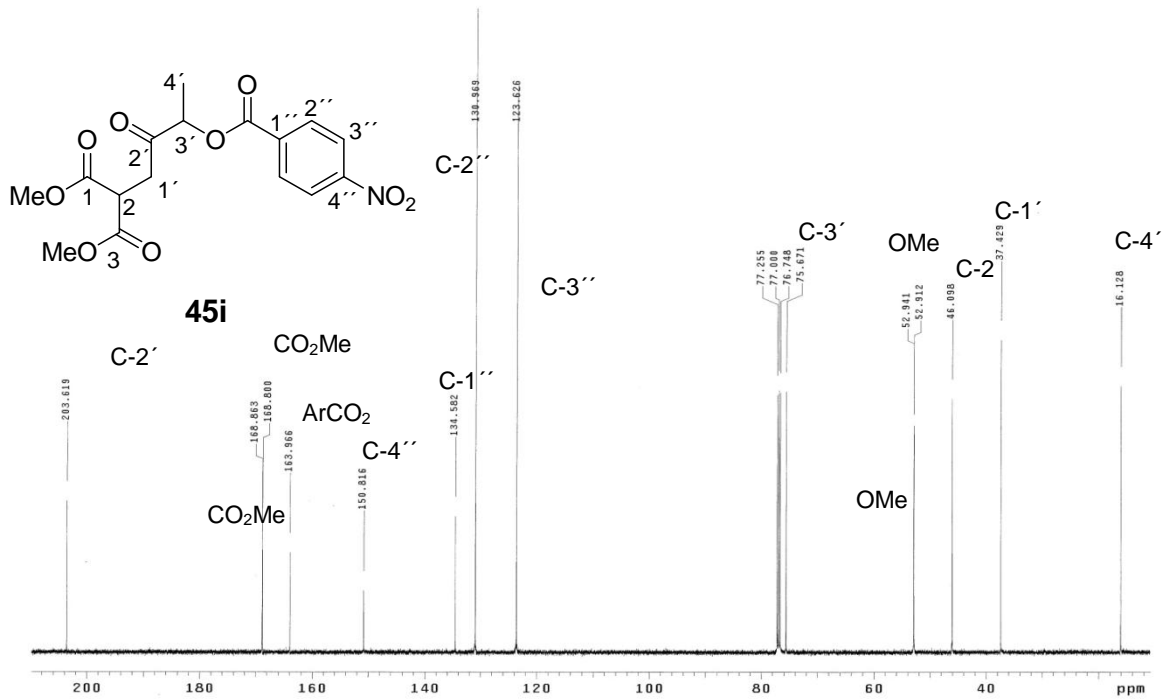 4´
O
O
O
O
O
3´
2´
1´
1´´
2´´
3´´
4´´
NO2
MeO
1
2
MeO
3
O
45i
C-2´
203.619
CO2Me
168.863
168.800
CO2Me
ArCO2
163.966
C-4´´
150.816
C-1´´
134.582
C-2´´
130.969
123.626
C-3´´
77.255
77.000
76.748
75.671
C-3´
OMe
52.941
52.912
OMe
C-2
46.098
C-1´
37.429
C-4´
16.128
200 180 160 140 120 100 80 60 40 ppm